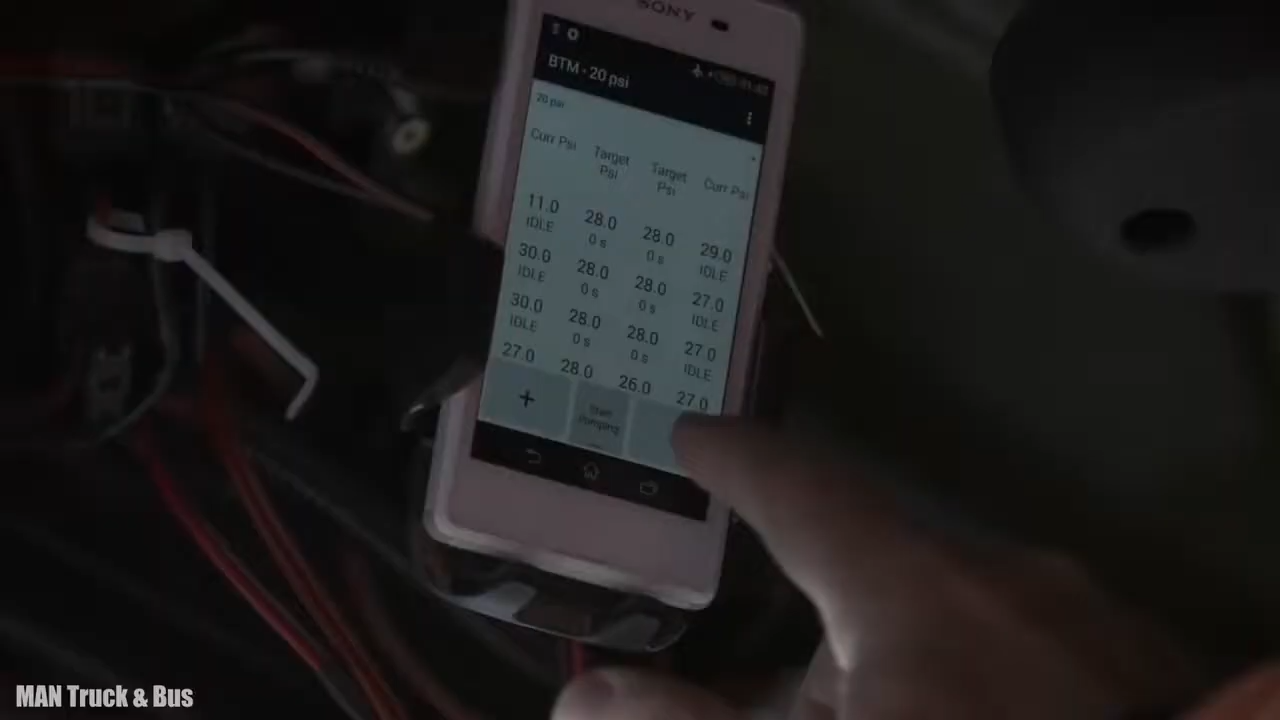 SONY
BTM - 20 psi
20 psi
Curr Psi Target Psi Target Psi Curr Psi
11.0 28.0 28.0 29.0
IDLE 0 s 0 s IDLE
30.0 28.0 28.0 27.0
IDLE 0 s 0 s IDLE
30.0 28.0 28.0 27.0
IDLE 0 s 0 s IDLE
27.0 28.0 26.0 27.0
+
Start
Pumping
MAN Truck & Bus